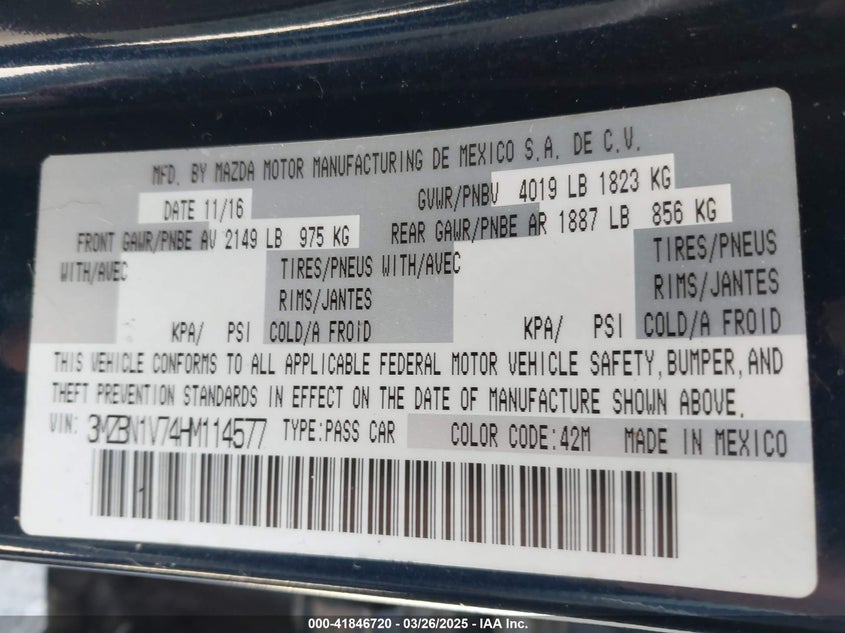 MFD. BY MAZDA MOTOR MANUFACTURING DE MEXICO S.A. DE C.V.
DATE 11/16 GVWR/PNBV 4019 LB 1823 KG
FRONT GAWR/PNBE AV 2149 LB 975 KG REAR GAWR/PNBE AR 1887 LB 856 KG
WITH/AVEC TIRES/PNEUS WITH/AVEC TIRES/PNEUS
RIMS/JANTES RIMS/JANTES
KPA/ PSI COLD/A FROID KPA/ PSI COLD/A FROID
THIS VEHICLE CONFORMS TO ALL APPLICABLE FEDERAL MOTOR VEHICLE SAFETY, BUMPER, AND
THEFT PREVENTION STANDARDS IN EFFECT ON THE DATE OF MANUFACTURE SHOWN ABOVE.
VIN: 3MZBN1V74HM114577 TYPE:PASS CAR COLOR CODE:42M MADE IN MEXICO
000-41846720 - 03/26/2025 - IAA Inc.